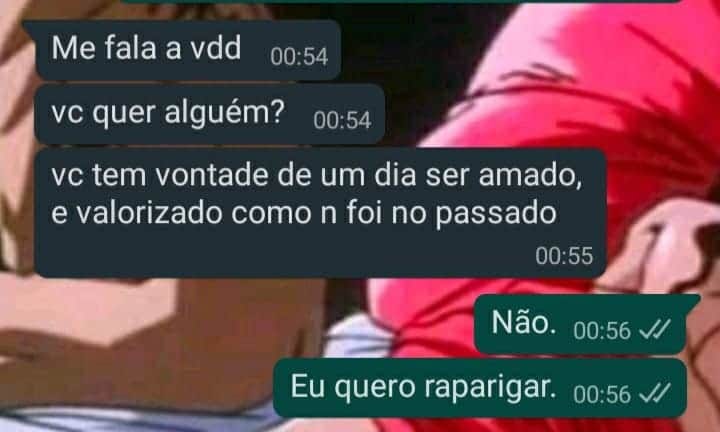 Me fala a vdd 00:54
vc quer alguém? 00:54
vc tem vontade de um dia ser amado,
e valorizado como n foi no passado
00:55
Não. 00:56
Eu quero raparigar. 00:56